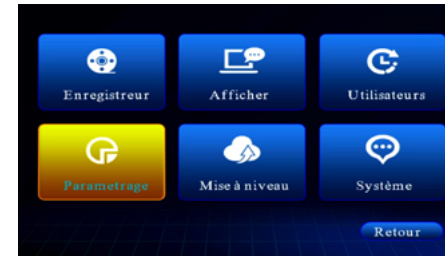 Enregistreur
Afficher
Utilisateurs
Parametrage
Mise à niveau
Système
Retour